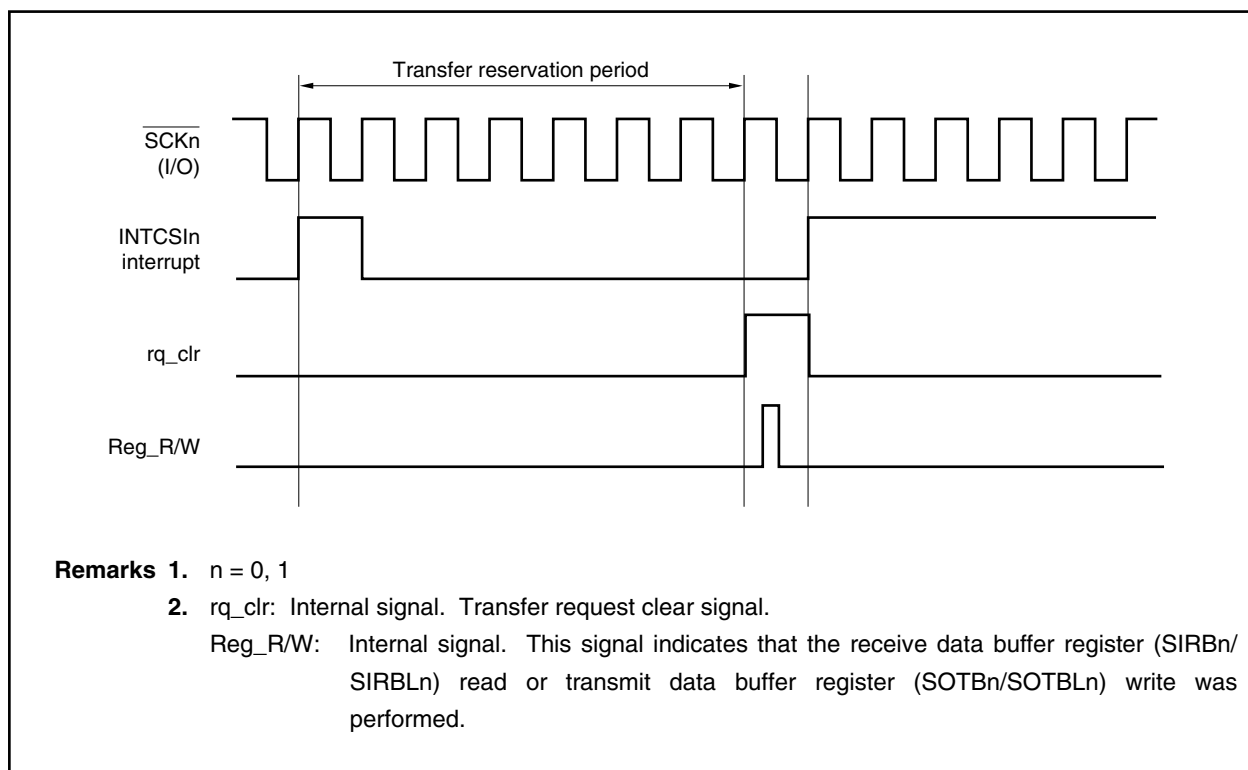 Transfer reservation period
SCKn
(I/O)
INTCSIn
interrupt
rq_clr
Reg_R/W
Remarks 1. n = 0, 1
2. rq_clr: Internal signal. Transfer request clear signal.
Reg_R/W: Internal signal. This signal indicates that the receive data buffer register (SIRBn/
SIRBLn) read or transmit data buffer register (SOTBn/SOTBLn) write was
performed.